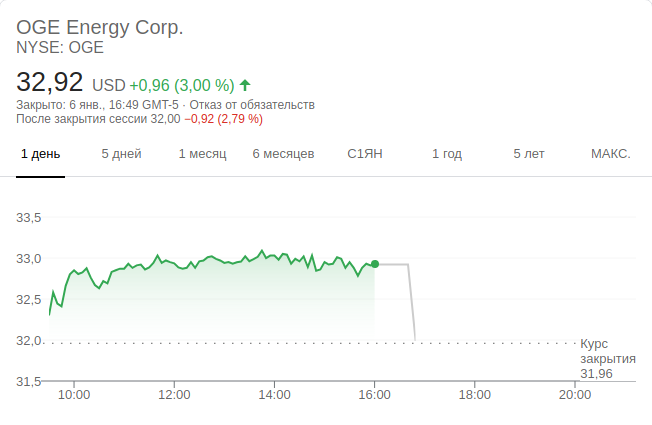 OGE Energy Corp.
NYSE: OGE
32,92 USD +0,96 (3,00 %)
Закрыто: 6 янв., 16:49 GMT-5 · Отказ от обязательств
После закрытия сессии 32,00 −0,92 (2,79 %)
1 день 5 дней 1 месяц 6 месяцев С1ЯН 1 год 5 лет МАКС.
33,5
33,0
32,5
32,0
Курс
закрытия
31,96
31,5
10:00 12:00 14:00 16:00 18:00 20:00